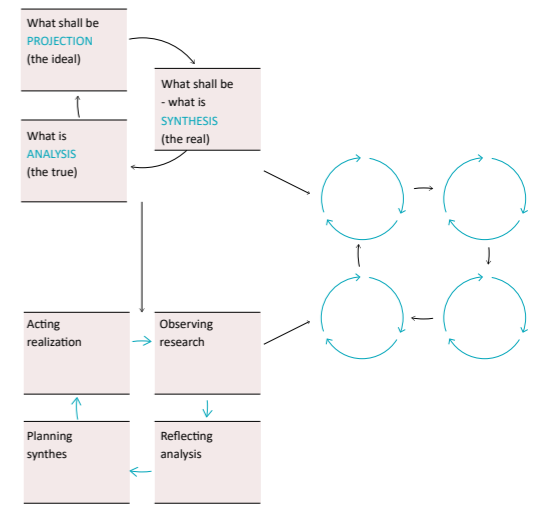 What shall be
PROJECTION
(the ideal)
What shall be
- what is
SYNTHESIS
(the real)
What is
ANALYSIS
(the true)
Acting
realization
Observing
research
Planning
synthes
Reflecting
analysis